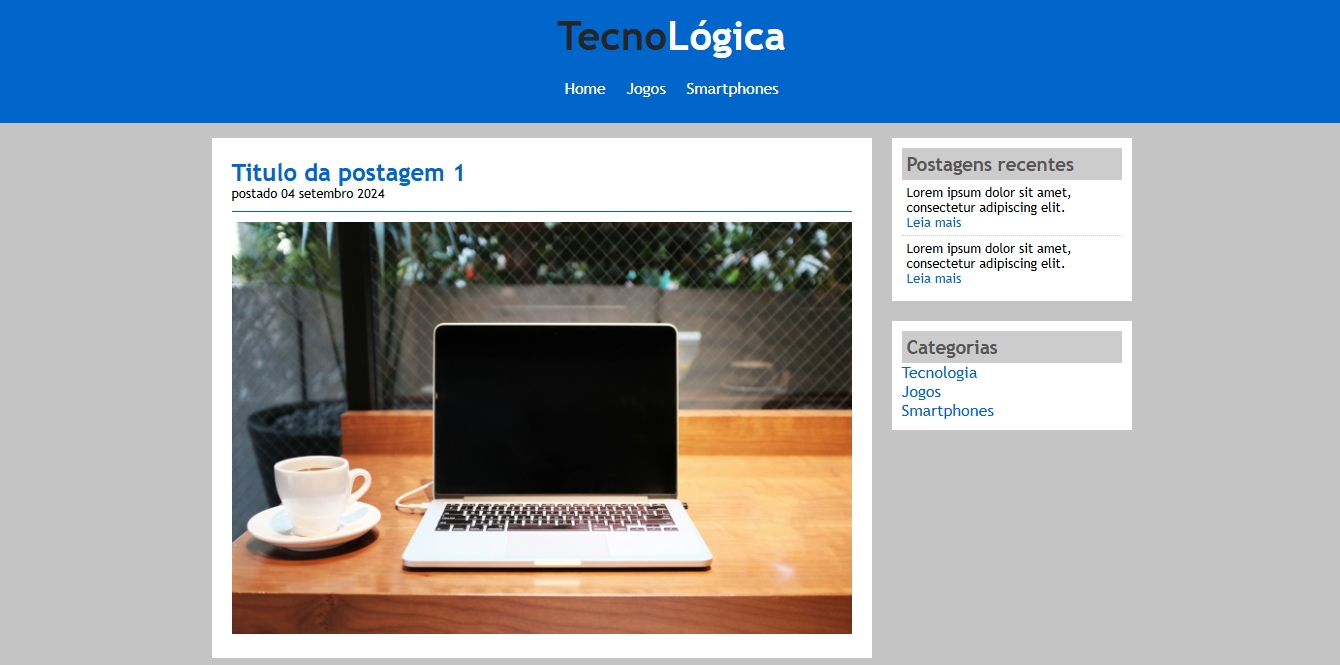 TecnoLógica
Home Jogos Smartphones
Titulo da postagem 1
postado 04 setembro 2024
Postagens recentes
Lorem ipsum dolor sit amet,
consectetur adipiscing elit.
Leia mais
Lorem ipsum dolor sit amet,
consectetur adipiscing elit.
Leia mais
Categorias
Tecnologia
Jogos
Smartphones